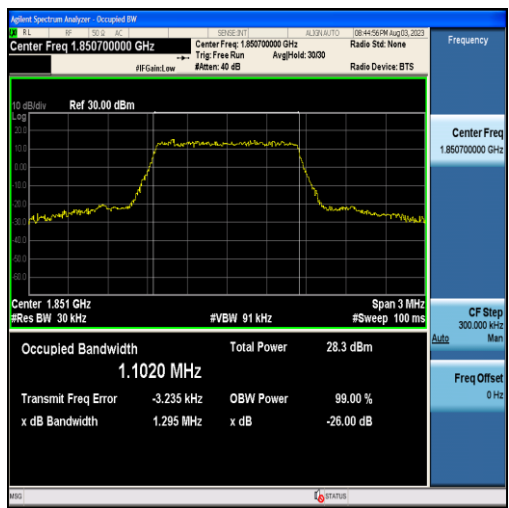 Agilent Spectrum Analyzer - Occupied BW
RL RF 50 Ω AC SENSE:INT ALIGN AUTO 08:44:56 PM Aug 03, 2023
Center Freq 1.850700000 GHz
Center Freq: 1.850700000 GHz Radio Std: None
Trig: Free Run Avg|Hold: 30/30
#IFGain:Low #Atten: 40 dB Radio Device: BTS
10 dB/div Ref 30.00 dBm
Log
20.0
10.0
0.00
-10.0
-20.0
-30.0
-40.0
-50.0
-60.0
Center 1.851 GHz Span 3 MHz
#Res BW 30 kHz #VBW 91 kHz #Sweep 100 ms
Occupied Bandwidth Total Power 28.3 dBm
1.1020 MHz
Transmit Freq Error -3.235 kHz OBW Power 99.00 %
x dB Bandwidth 1.295 MHz x dB -26.00 dB
MSG STATUS
Frequency
Center Freq
1.850700000 GHz
CF Step
300.000 kHz
Auto Man
Freq Offset
0 Hz